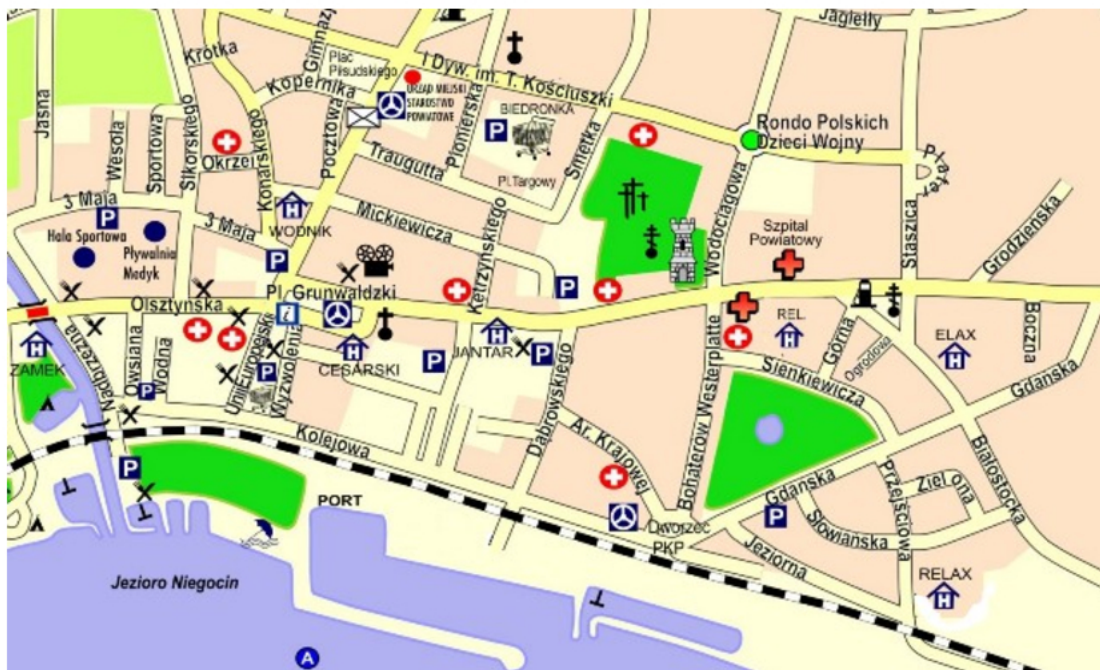 Jagiełły
Krótka
Gimnazj
Plac
Piłsudskiego
I Dyw. im. T. Kościuszki
Kopernika
URZĄD MIEJSKI
STAROSTWO
POWIATOWE
BIEDRONKA
P
Rondo Polskich
Dzieci Wojny
Jasna
Wesoła
Sportowa
Sikorskiego
Okrzei
Konarskiego
Pocztowa
Traugutta
Pionierska
Pl.Targowy
Smętka
Plater
3 Maja
P
Hala Sportowa
Pływalnia
Medyk
3 Maja
H
WODNIK
P
Mickiewicza
Kętrzyńskiego
P
Wodociągowa
Szpital
Powiatowy
Staszica
Grodzieńska
Olsztyńska
Pl. Grunwaldzki
i
H
ZAMEK
Nadbrzeżna
Owsiana
Wodna
P
Unii Europejski
P
Wyzwolenia
H
CESARSKI
P
H
JANTAR
P
REL.
H
Górna
Ogrodowa
ELAX
H
Boczna
Gdańska
Sienkiewicza
Bohaterów Westerplatte
Dąbrowskiego
Kolejowa
Ar. Krajowej
Białostocka
P
PORT
Gdańska
P
Przejściowa
Zielona
Słowiańska
Dworzec
PKP
Jeziorna
RELAX
H
Jezioro Niegocin
A